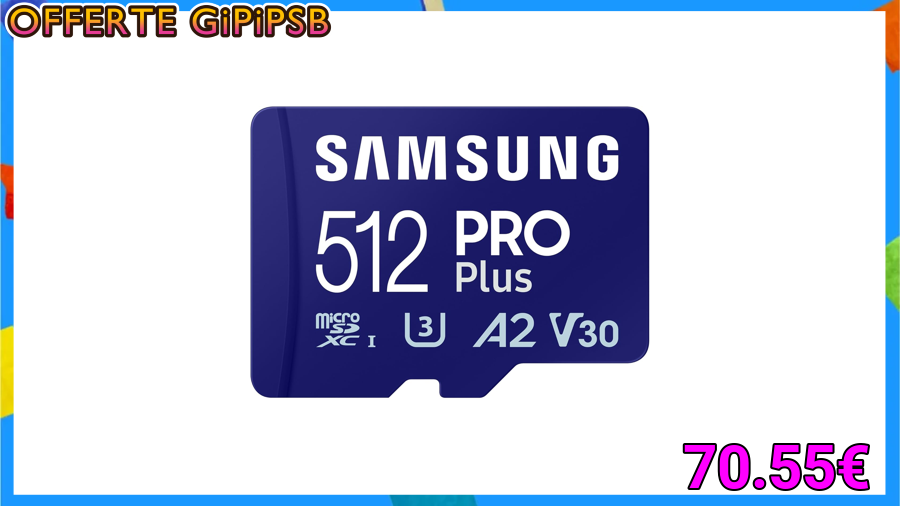 OFFERTE GiPiPSB
SAMSUNG
512 PRO
Plus
micro
SD
XC I U3 A2 V30
70.55€